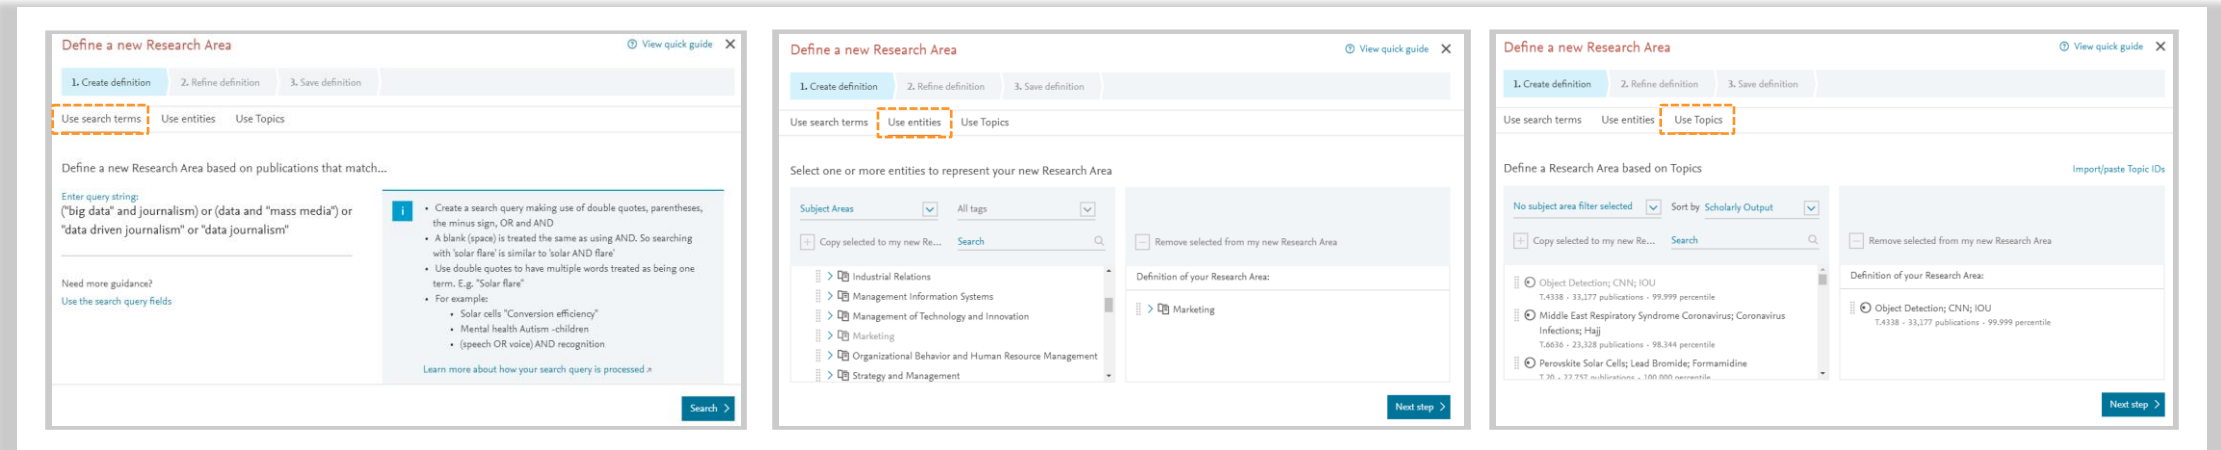 Define a new Research Area
View quick guide
1. Create definition
2. Refine definition
3. Save definition
Use search terms
Use entities
Use Topics
Define a new Research Area based on publications that match...
Enter query string:
("big data" and journalism) or (data and "mass media") or
"data driven journalism" or "data journalism"
Need more guidance?
Use the search query fields
i
• Create a search query making use of double quotes, parentheses,
the minus sign, OR and AND
• A blank (space) is treated the same as using AND. So searching
with 'solar flare' is similar to 'solar AND flare'
• Use double quotes to have multiple words treated as being one
term. E.g. "Solar flare"
• For example:
• Solar cells "Conversion efficiency"
• Mental health Autism -children
• (speech OR voice) AND recognition
Learn more about how your search query is processed
Search
Define a new Research Area
View quick guide
1. Create definition
2. Refine definition
3. Save definition
Use search terms
Use entities
Use Topics
Select one or more entities to represent your new Research Area
Subject Areas
All tags
Copy selected to my new Re...
Search
Industrial Relations
Management Information Systems
Management of Technology and Innovation
Marketing
Organizational Behavior and Human Resource Management
Strategy and Management
Remove selected from my new Research Area
Definition of your Research Area:
Marketing
Next step
Define a new Research Area
View quick guide
1. Create definition
2. Refine definition
3. Save definition
Use search terms
Use entities
Use Topics
Define a Research Area based on Topics
Import/paste Topic IDs
No subject area filter selected
Sort by Scholarly Output
Copy selected to my new Re...
Search
Object Detection; CNN; IOU
T.4338 - 33,177 publications - 99.999 percentile
Middle East Respiratory Syndrome Coronavirus; Coronavirus
Infections; Hajj
T.6636 - 23,328 publications - 98.344 percentile
Perovskite Solar Cells; Lead Bromide; Formamidine
T.20 - 22,757 publications - 100.000 percentile
Remove selected from my new Research Area
Definition of your Research Area:
Object Detection; CNN; IOU
T.4338 - 33,177 publications - 99.999 percentile
Next step